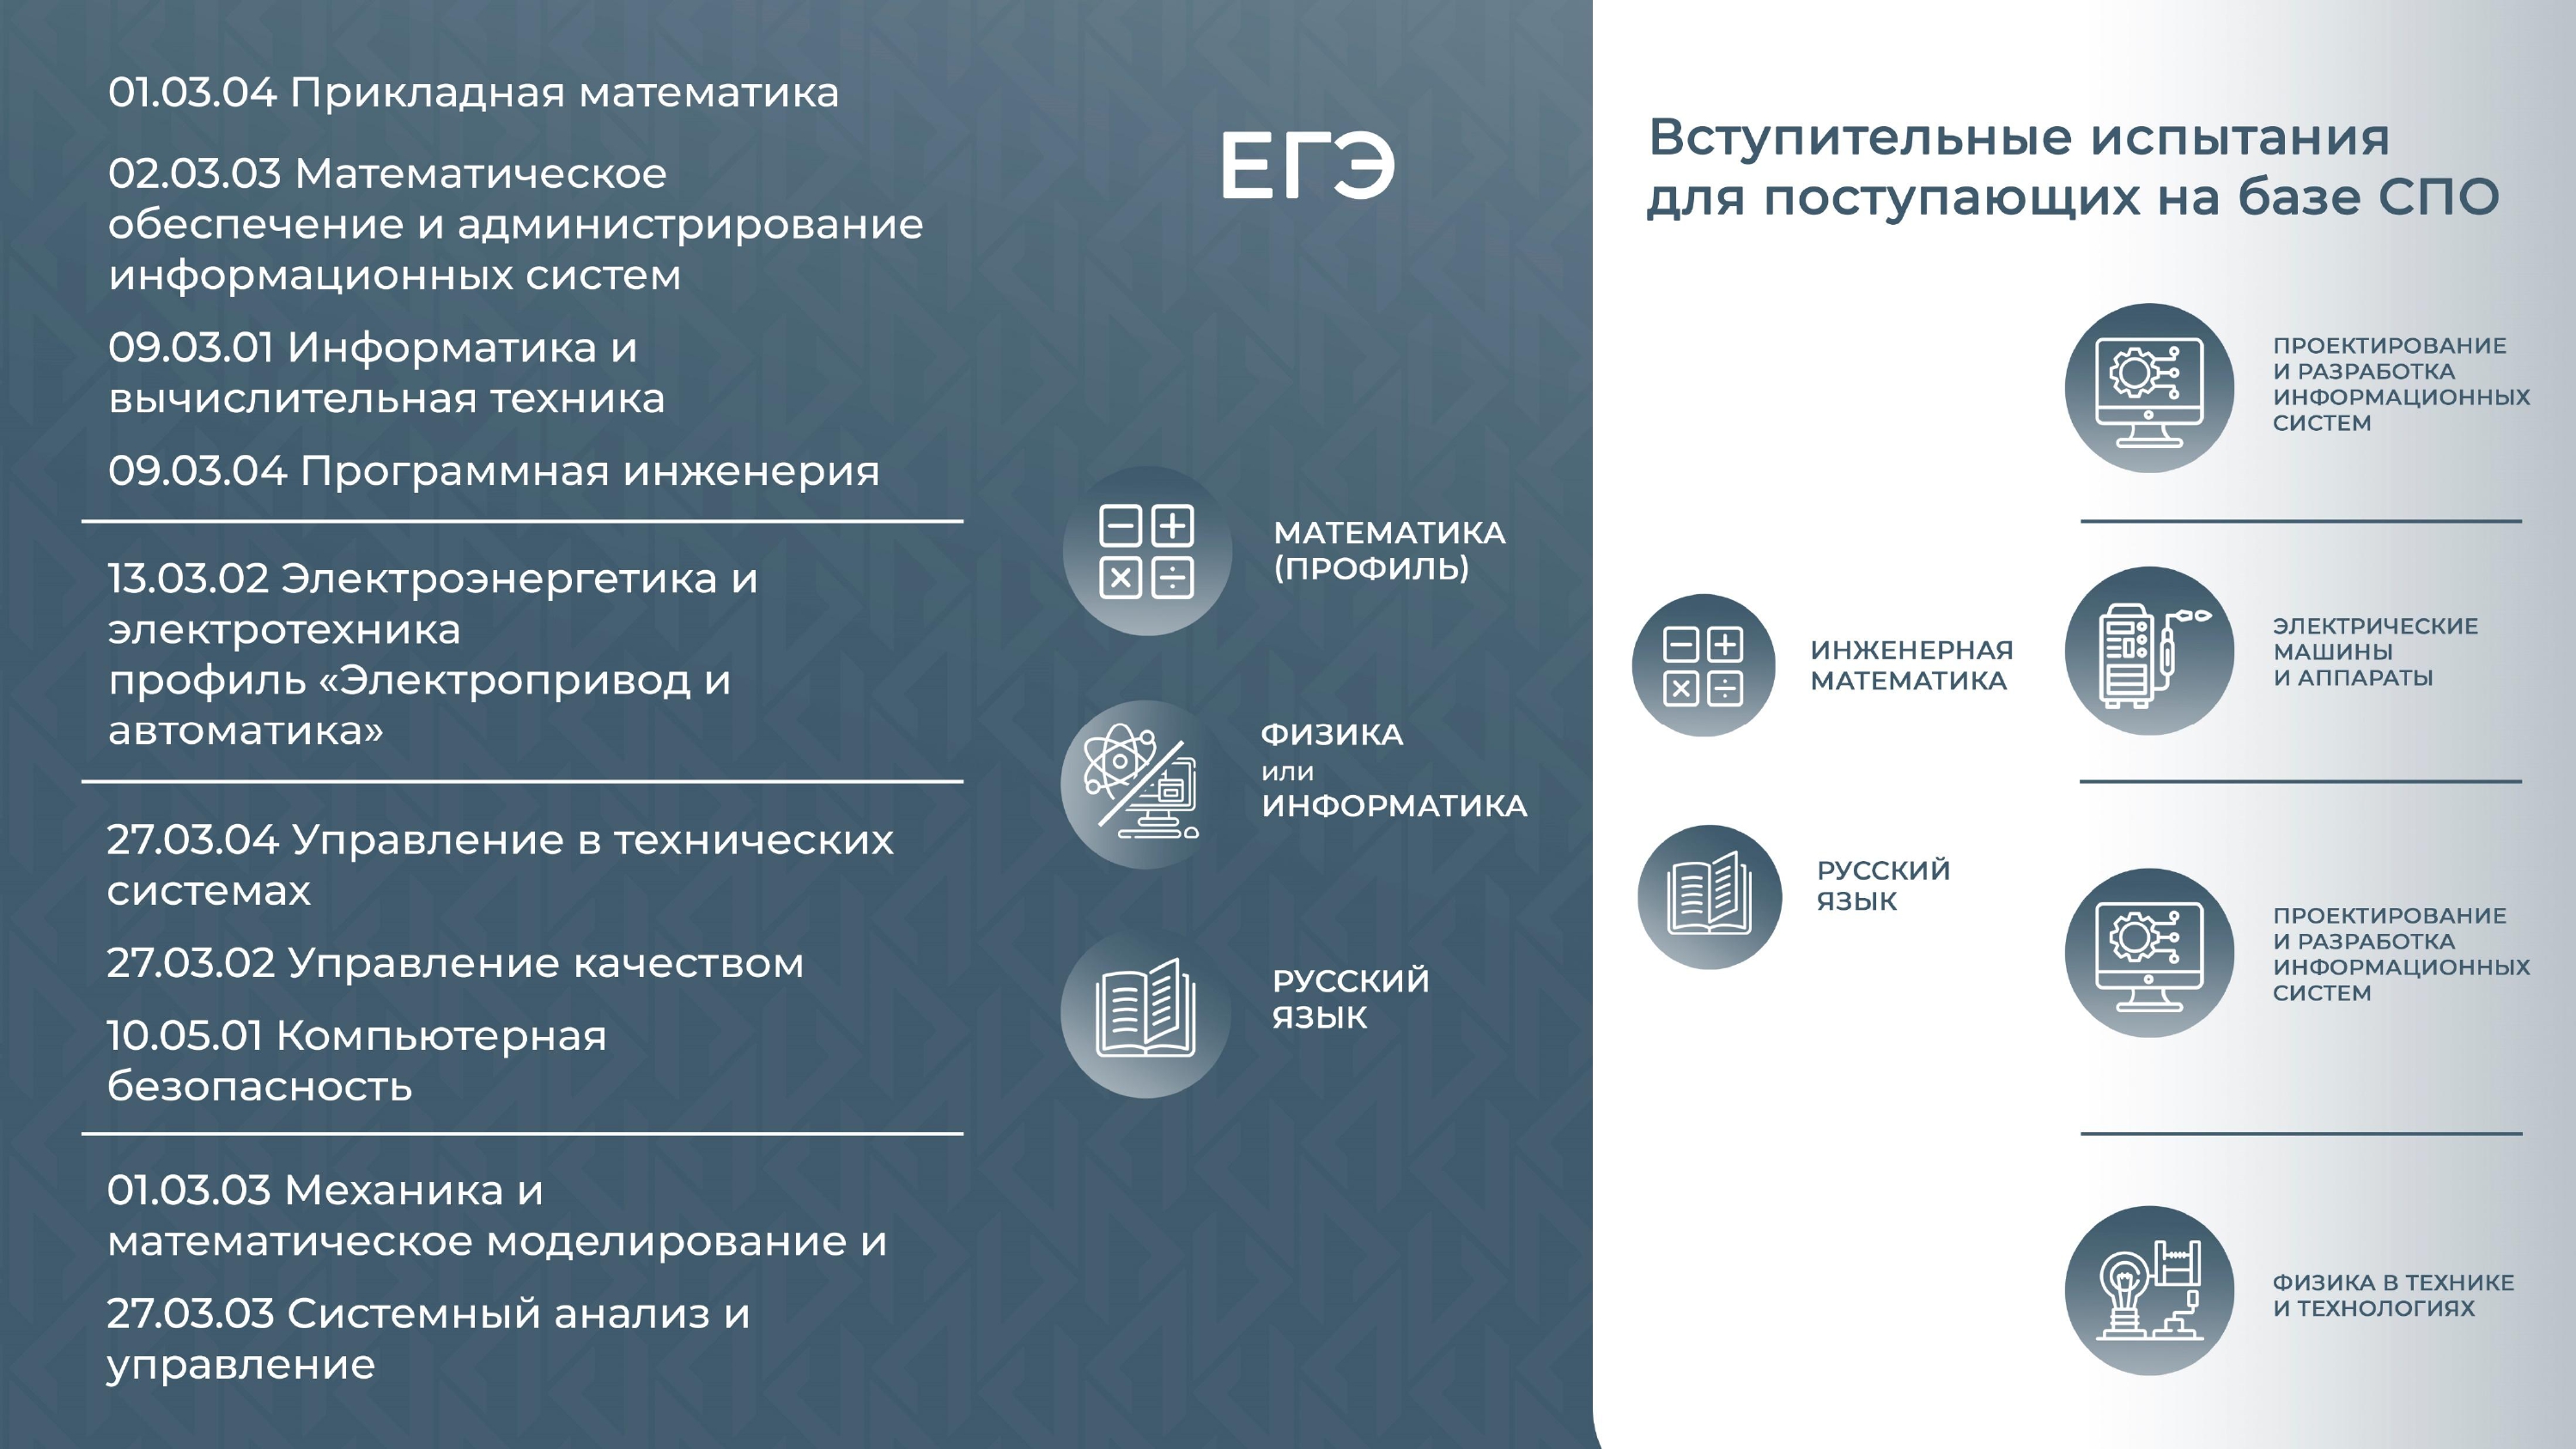 01.03.04 Прикладная математика
02.03.03 Математическое
обеспечение и администрирование
информационных систем
09.03.01 Информатика и
вычислительная техника
09.03.04 Программная инженерия
13.03.02 Электроэнергетика и
электротехника
профиль «Электропривод и
автоматика»
27.03.04 Управление в технических
системах
27.03.02 Управление качеством
10.05.01 Компьютерная
безопасность
01.03.03 Механика и
математическое моделирование и
27.03.03 Системный анализ и
управление
ЕГЭ
МАТЕМАТИКА
(ПРОФИЛЬ)
ФИЗИКА
ИЛИ
ИНФОРМАТИКА
РУССКИЙ
ЯЗЫК
Вступительные испытания
для поступающих на базе СПО
ИНЖЕНЕРНАЯ
МАТЕМАТИКА
РУССКИЙ
ЯЗЫК
ПРОЕКТИРОВАНИЕ
И РАЗРАБОТКА
ИНФОРМАЦИОННЫХ
СИСТЕМ
ЭЛЕКТРИЧЕСКИЕ
МАШИНЫ
И АППАРАТЫ
ПРОЕКТИРОВАНИЕ
И РАЗРАБОТКА
ИНФОРМАЦИОННЫХ
СИСТЕМ
ФИЗИКА В ТЕХНИКЕ
И ТЕХНОЛОГИЯХ